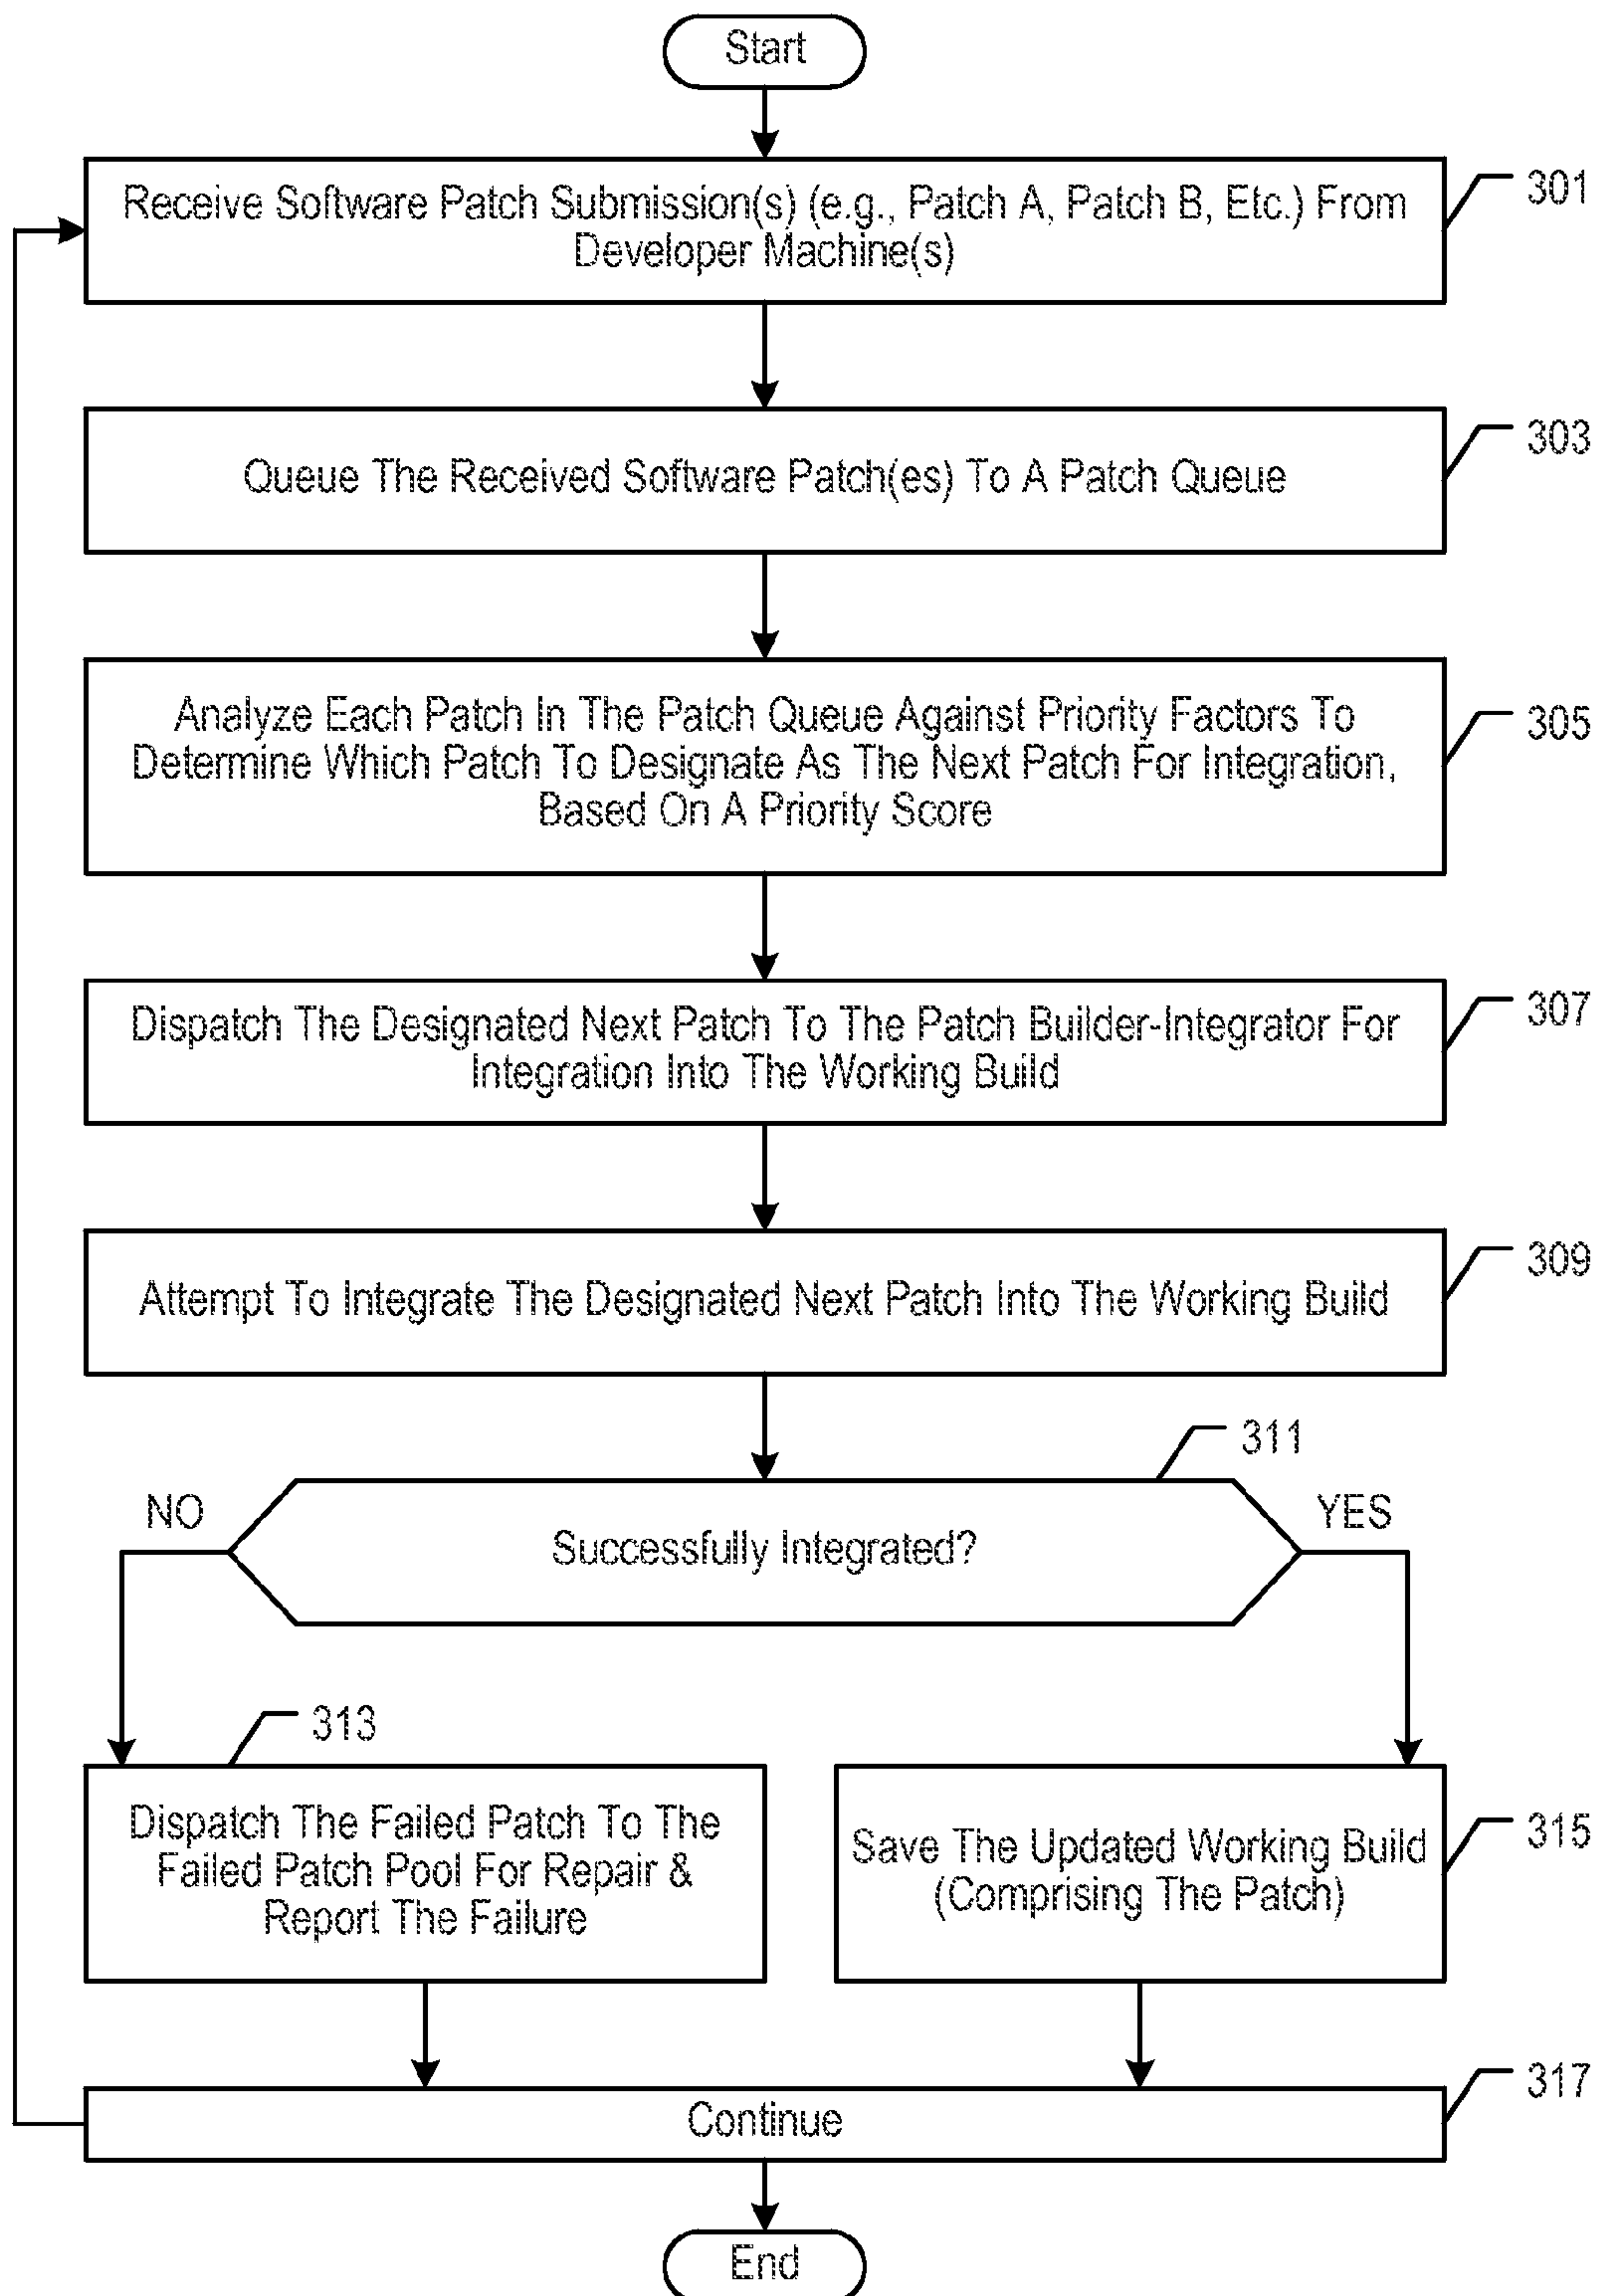 Start
Receive Software Patch Submission(s) (e.g., Patch A, Patch B, Etc.) From
Developer Machine(s)
301
Queue The Received Software Patch(es) To A Patch Queue
303
Analyze Each Patch In The Patch Queue Against Priority Factors To
Determine Which Patch To Designate As The Next Patch For Integration,
Based On A Priority Score
305
Dispatch The Designated Next Patch To The Patch Builder-Integrator For
Integration Into The Working Build
307
Attempt To Integrate The Designated Next Patch Into The Working Build
309
311
NO
Successfully Integrated?
YES
313
Dispatch The Failed Patch To The
Failed Patch Pool For Repair &
Report The Failure
Save The Updated Working Build
(Comprising The Patch)
315
Continue
317
End